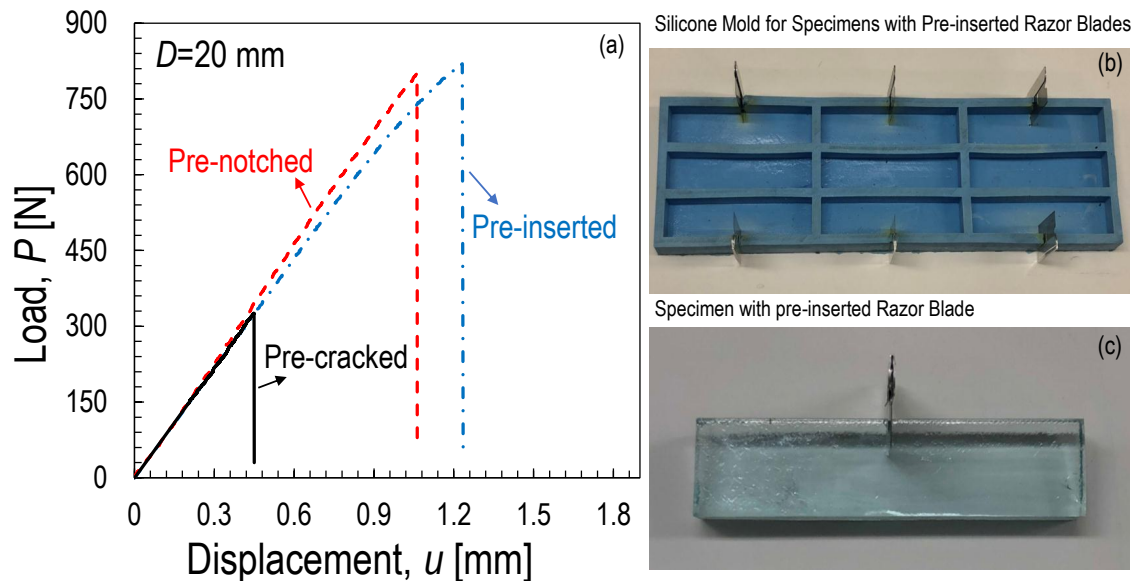 (a)
D=20 mm
Pre-notched
Pre-inserted
Pre-cracked
Load, P [N]
900
750
600
450
300
150
0
0 0.3 0.6 0.9 1.2 1.5 1.8
Displacement, u [mm]
Silicone Mold for Specimens with Pre-inserted Razor Blades
(b)
Specimen with pre-inserted Razor Blade
(c)